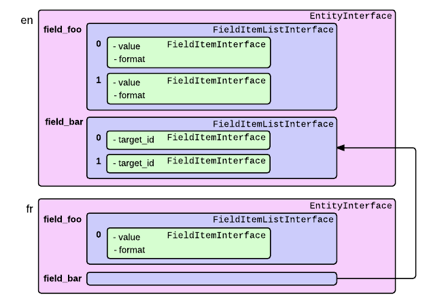 en
EntityInterface
field_foo
FieldItemListInterface
0
- value FieldItemInterface
- format
1
- value FieldItemInterface
- format
field_bar
FieldItemListInterface
0
- target_id FieldItemInterface
1
- target_id FieldItemInterface
fr
EntityInterface
field_foo
FieldItemListInterface
0
- value FieldItemInterface
- format
field_bar